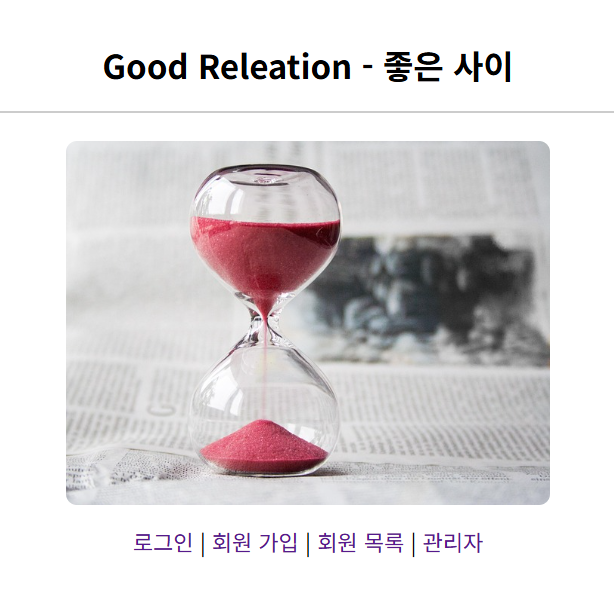 Good Releation - 좋은 사이
로그인 | 회원 가입 | 회원 목록 | 관리자